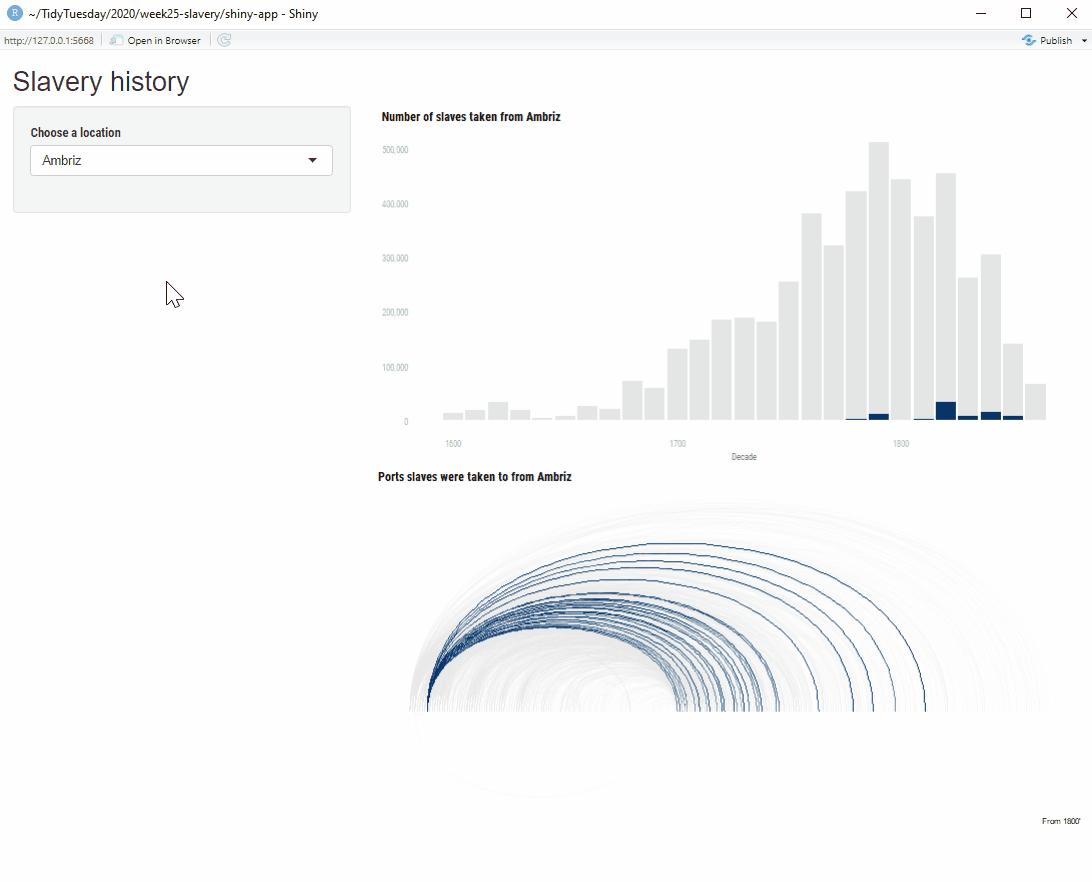 R ~/TidyTuesday/2020/week25-slavery/shiny-app - Shiny
http://127.0.0.1:5668 Open in Browser Publish
Slavery history
Choose a location
Ambriz
Number of slaves taken from Ambriz
500,000
400,000
300,000
200,000
100,000
0
1600 1700 1800
Decade
Ports slaves were taken to from Ambriz
From 1800'